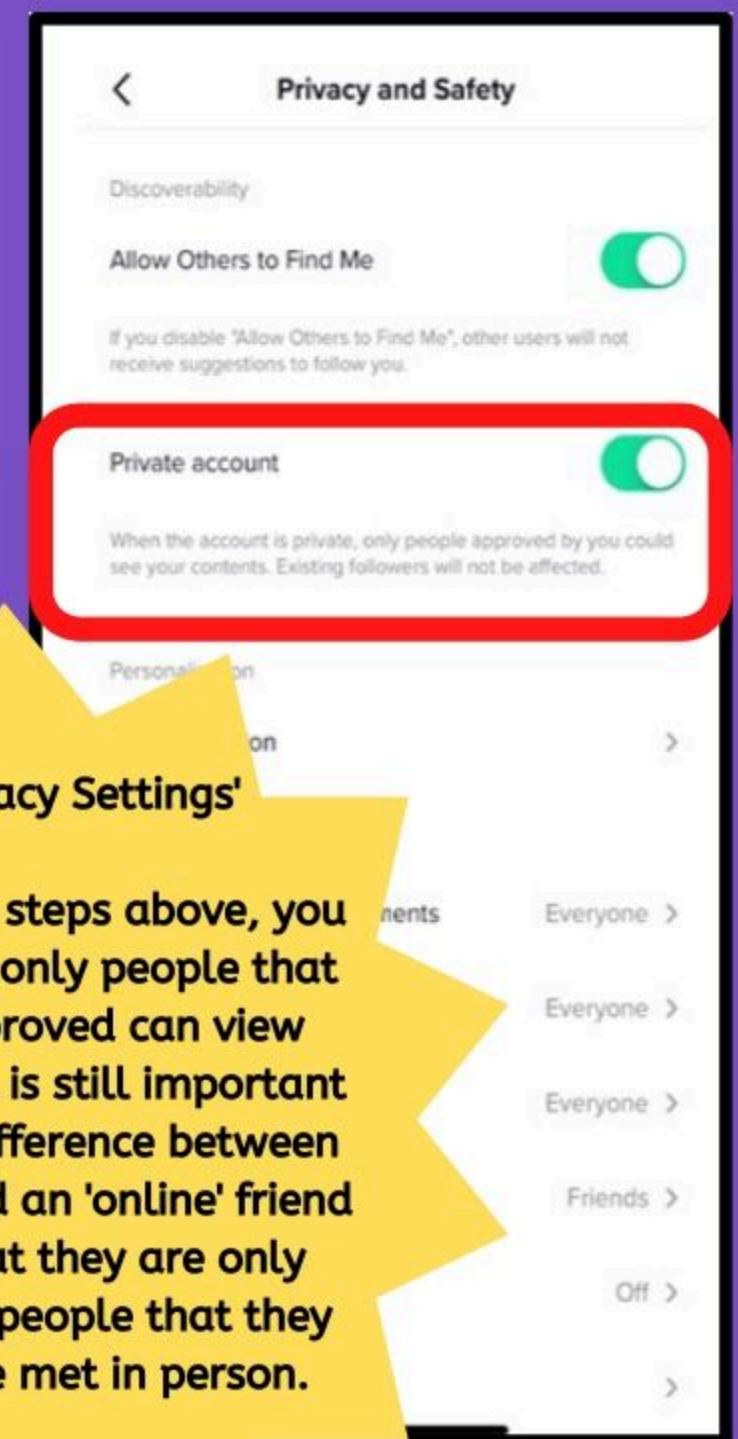 Privacy and Safety
Discoverability
Allow Others to Find Me
If you disable "Allow Others to Find Me", other users will not
receive suggestions to follow you.
Private account
When the account is private, only people approved by you could
see your contents. Existing followers will not be affected.
on
acy Settings'
steps above, you
only people that
roved can view
is still important
fference between
d an 'online' friend
at they are only
people that they
e met in person.
ments Everyone
Everyone
Everyone
Friends
Off